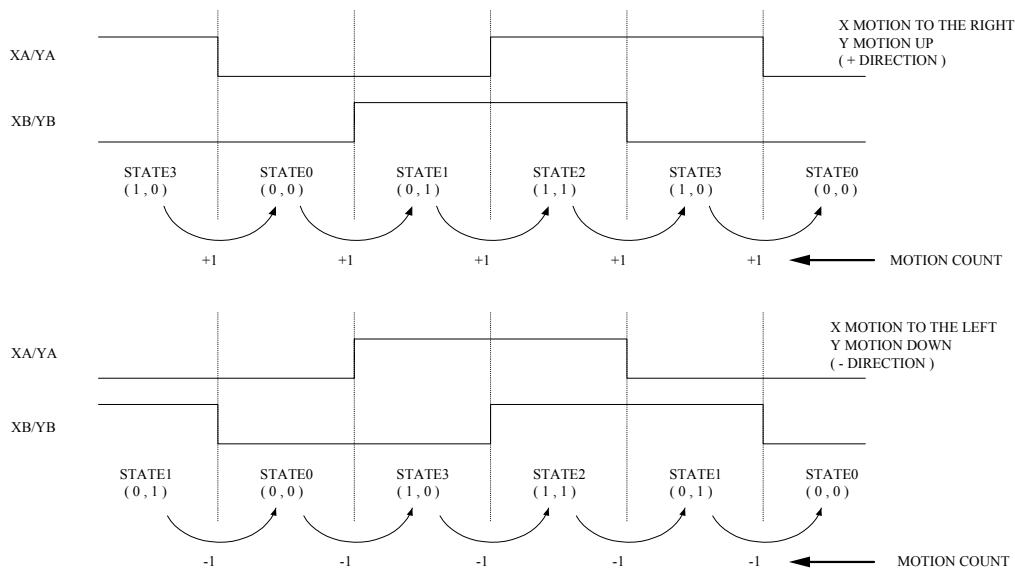 X MOTION TO THE RIGHT
XA/YA
Y MOTION UP
( + DIRECTION )
XB/YB
STATE3 STATE0 STATE1 STATE2 STATE3 STATE0
( 1 , 0 ) ( 0 , 0 ) ( 0 , 1 ) ( 1 , 1 ) ( 1 , 0 ) ( 0 , 0 )
+1 +1 +1 +1 +1 MOTION COUNT
X MOTION TO THE LEFT
XA/YA
Y MOTION DOWN
( - DIRECTION )
XB/YB
STATE1 STATE0 STATE3 STATE2 STATE1 STATE0
( 0 , 1 ) ( 0 , 0 ) ( 1 , 0 ) ( 1 , 1 ) ( 0 , 1 ) ( 0 , 0 )
-1 -1 -1 -1 -1 MOTION COUNT